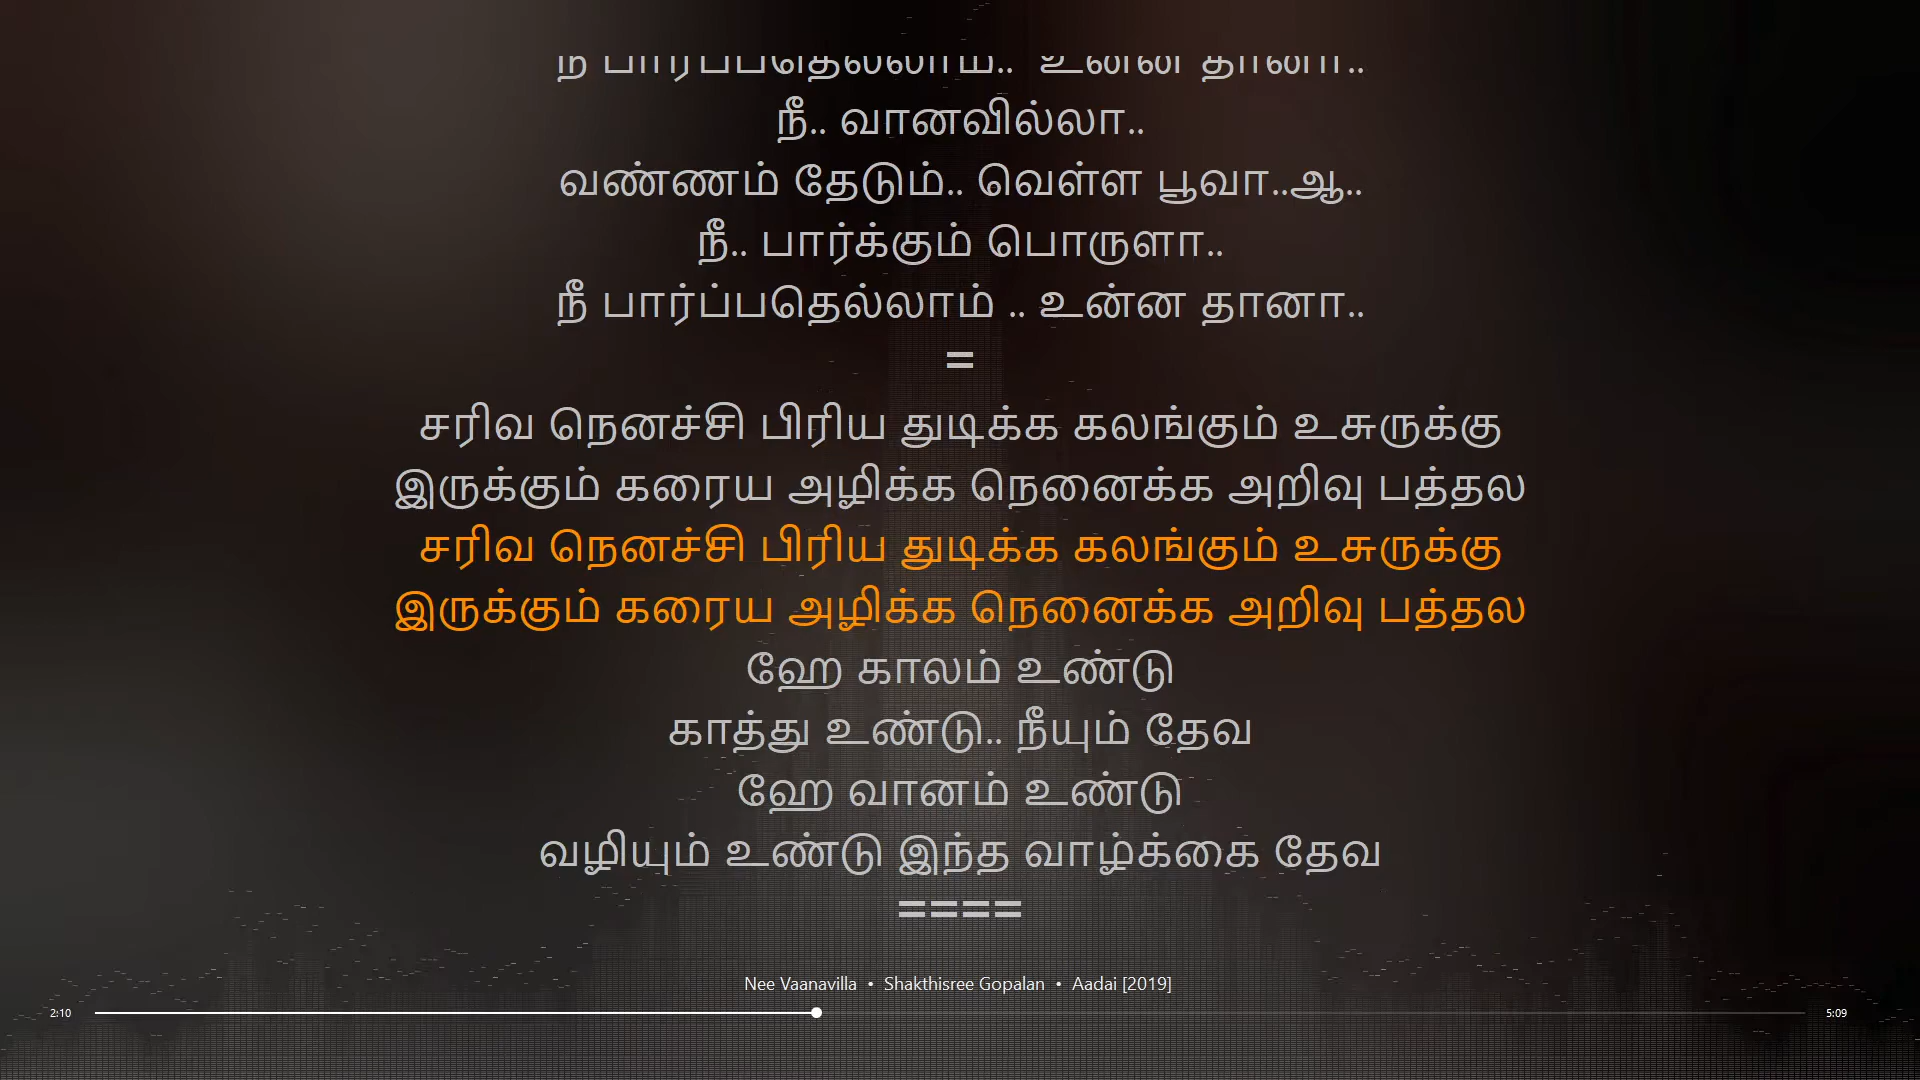 நீ பார்ப்பதெல்லாம்.. உன்ன தானா..
நீ.. வானவில்லா..
வண்ணம் தேடும்.. வெள்ள பூவா..ஆ..
நீ.. பார்க்கும் பொருளா..
நீ பார்ப்பதெல்லாம் .. உன்ன தானா..
=
சரிவ நெனச்சி பிரிய துடிக்க கலங்கும் உசுருக்கு
இருக்கும் கரைய அழிக்க நெனைக்க அறிவு பத்தல
சரிவ நெனச்சி பிரிய துடிக்க கலங்கும் உசுருக்கு
இருக்கும் கரைய அழிக்க நெனைக்க அறிவு பத்தல
ஹே காலம் உண்டு
காத்து உண்டு.. நீயும் தேவ
ஹே வானம் உண்டு
வழியும் உண்டு இந்த வாழ்க்கை தேவ
====
Nee Vaanavilla • Shakthisree Gopalan • Aadai [2019]
2:10 5:09